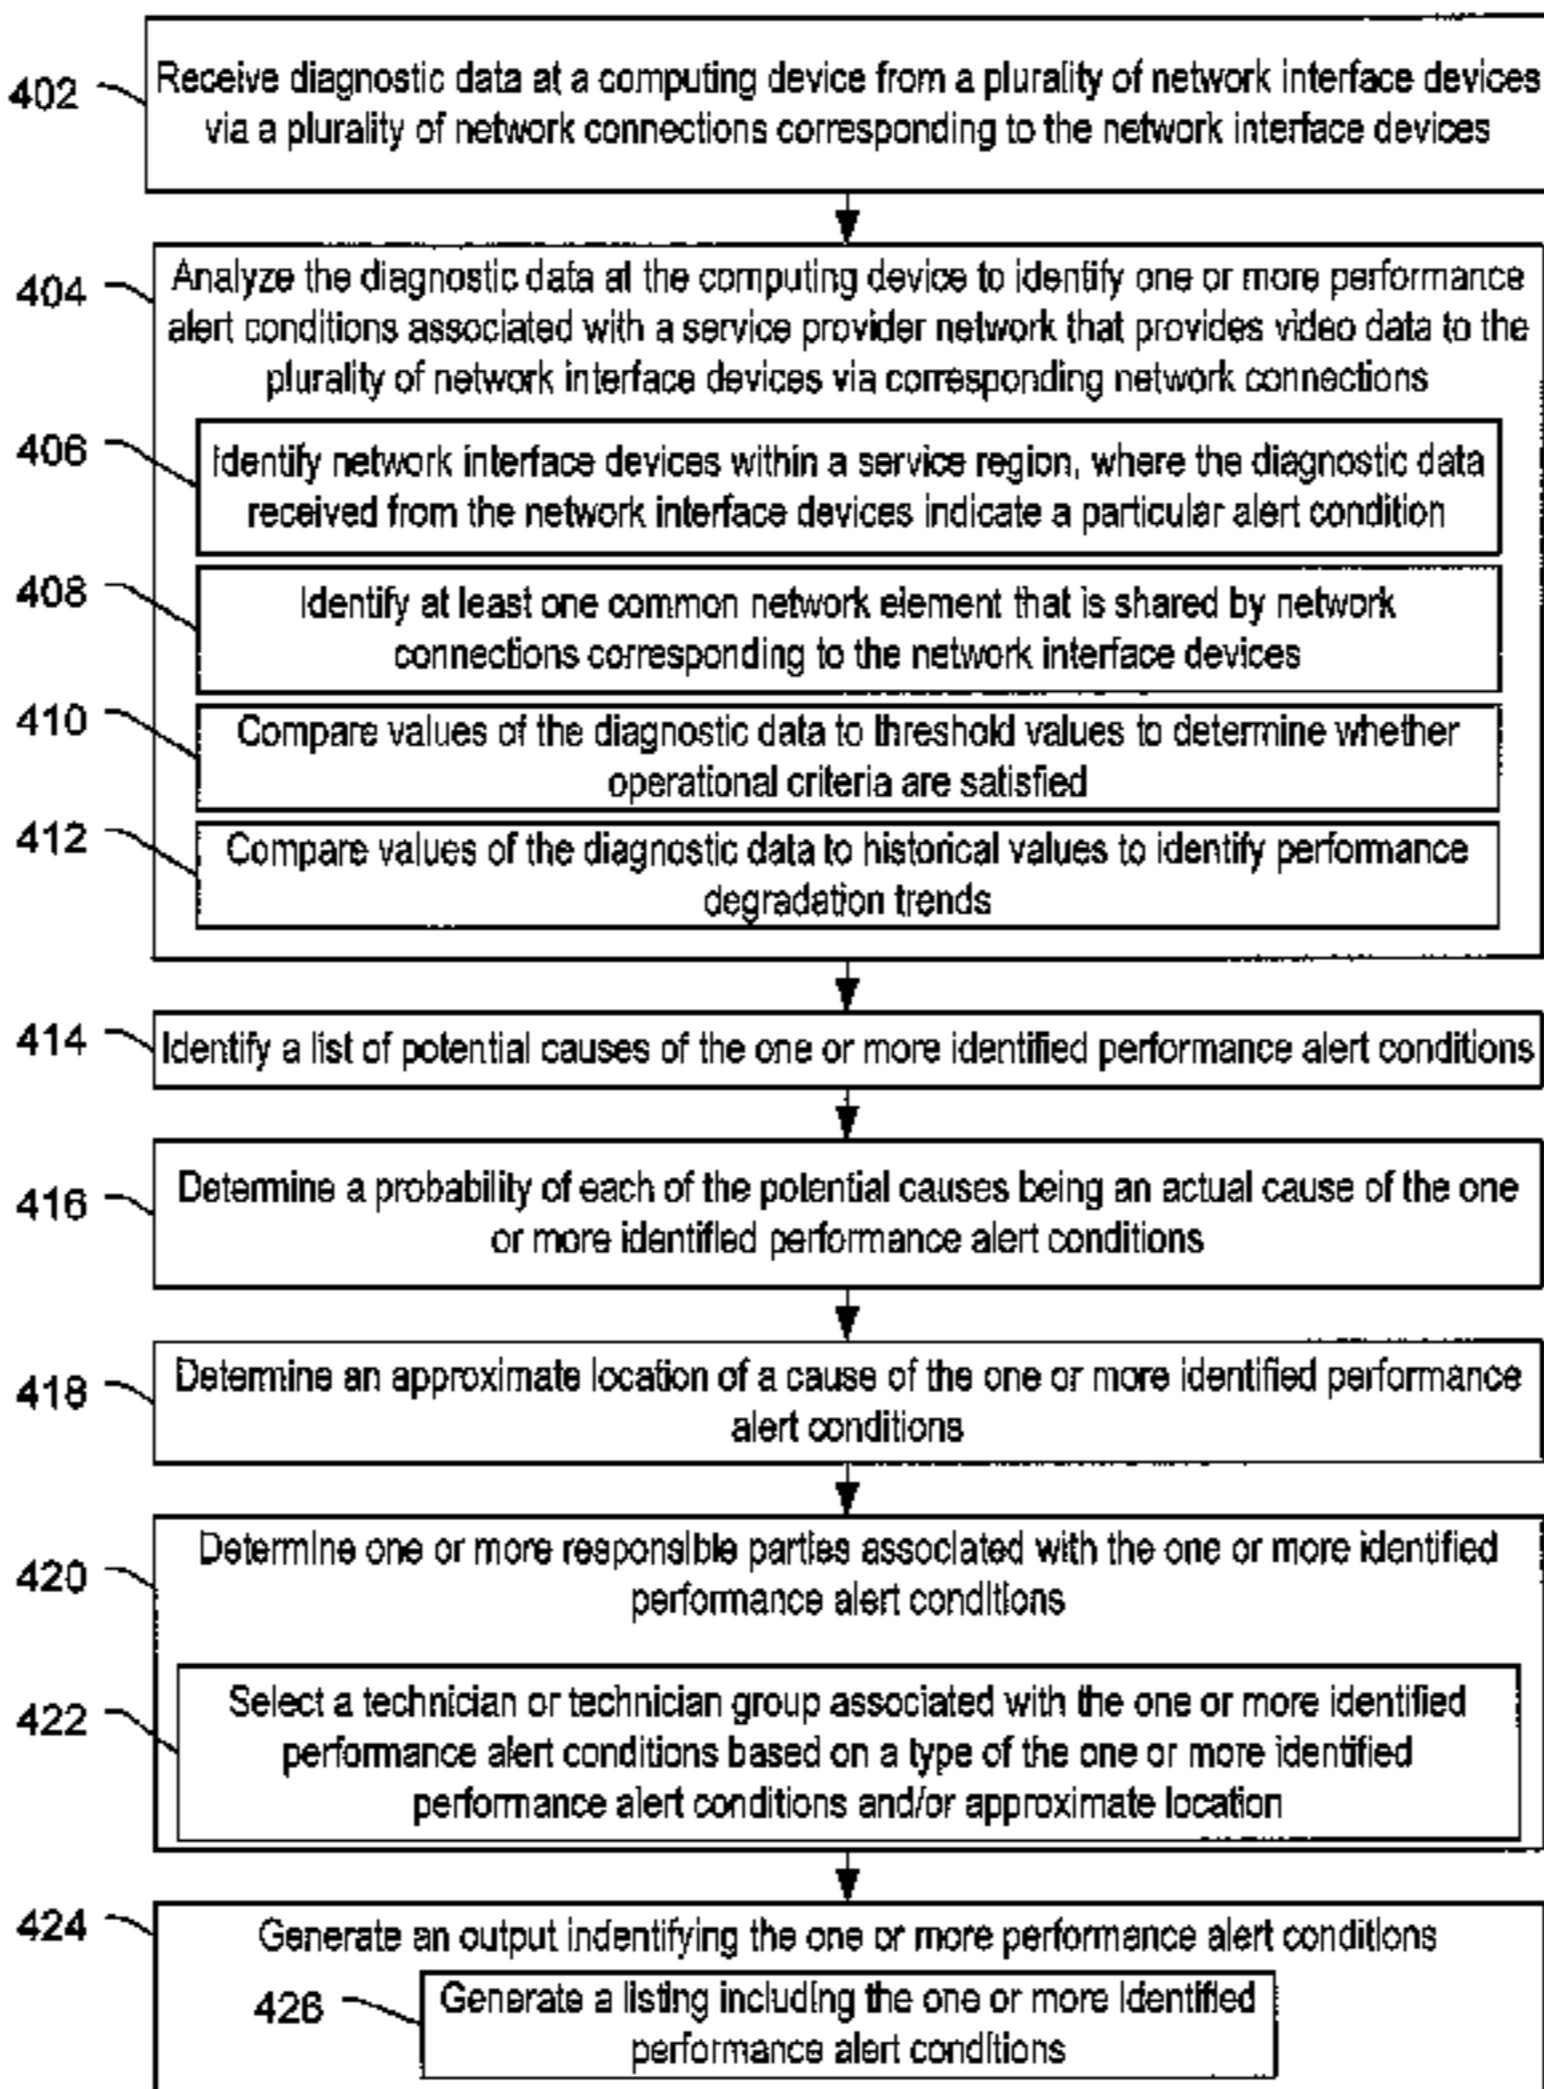 402
Receive diagnostic data at a computing device from a plurality of network interface devices
via a plurality of network connections corresponding to the network interface devices
404
Analyze the diagnostic data at the computing device to identify one or more performance
alert conditions associated with a service provider network that provides video data to the
plurality of network interface devices via corresponding network connections
406
Identify network interface devices within a service region, where the diagnostic data
received from the network interface devices indicate a particular alert condition
408
Identify at least one common network element that is shared by network
connections corresponding to the network interface devices
410
Compare values of the diagnostic data to threshold values to determine whether
operational criteria are satisfied
412
Compare values of the diagnostic data to historical values to identify performance
degradation trends
414
Identify a list of potential causes of the one or more identified performance alert conditions
416
Determine a probability of each of the potential causes being an actual cause of the one
or more identified performance alert conditions
418
Determine an approximate location of a cause of the one or more identified performance
alert conditions
420
Determine one or more responsible parties associated with the one or more identified
performance alert conditions
422
Select a technician or technician group associated with the one or more identified
performance alert conditions based on a type of the one or more identified
performance alert conditions and/or approximate location
424
Generate an output indentifying the one or more performance alert conditions
426
Generate a listing including the one or more identified
performance alert conditions